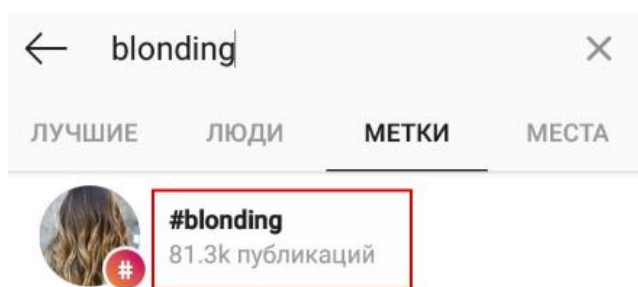 blonding
ЛУЧШИЕ ЛЮДИ МЕТКИ МЕСТА
#blonding
81.3k публикаций
#